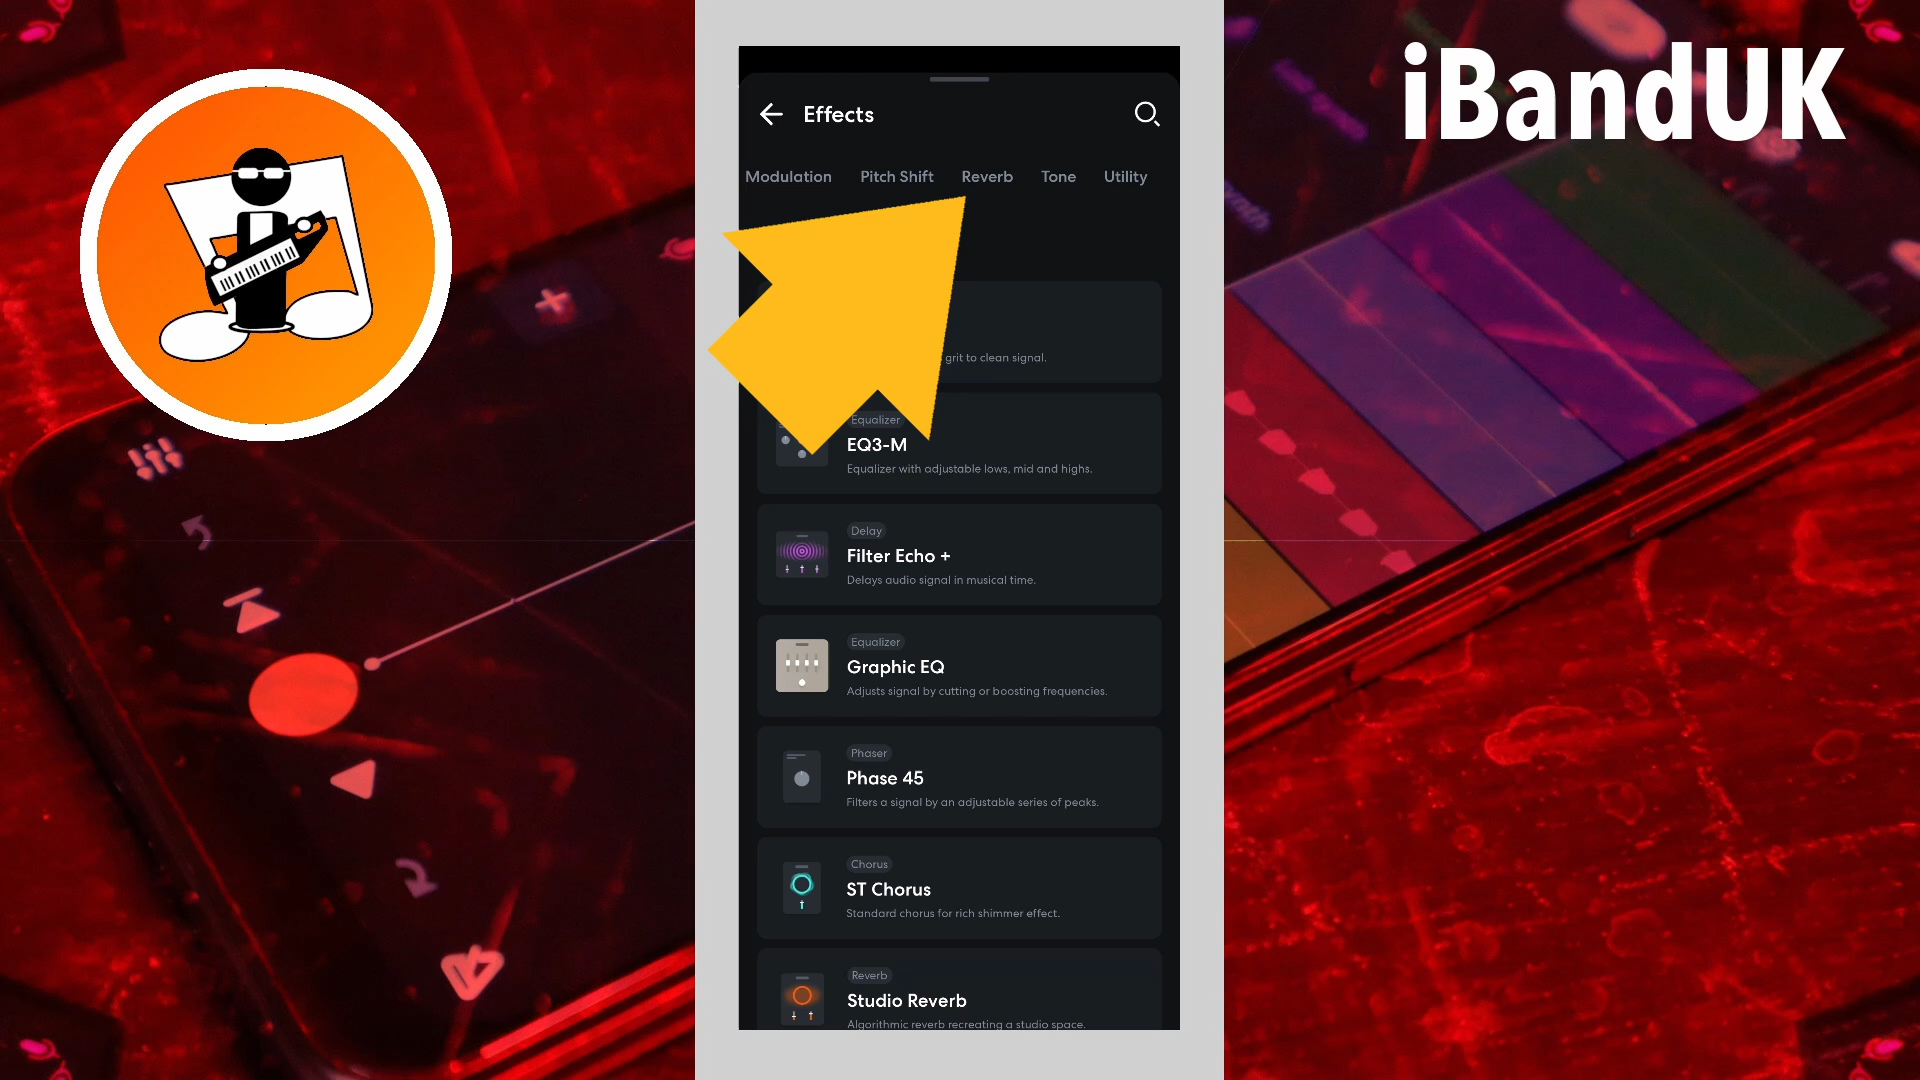 iBandUK
Effects
Modulation Pitch Shift Reverb Tone Utility
grit to clean signal.
Equalizer
EQ3-M
Equalizer with adjustable lows, mid and highs.
Delay
Filter Echo +
Delays audio signal in musical time.
Equalizer
Graphic EQ
Adjusts signal by cutting or boosting frequencies.
Phaser
Phase 45
Filters a signal by an adjustable series of peaks.
Chorus
ST Chorus
Standard chorus for rich shimmer effect.
Reverb
Studio Reverb
Algorithmic reverb recreating a studio space.